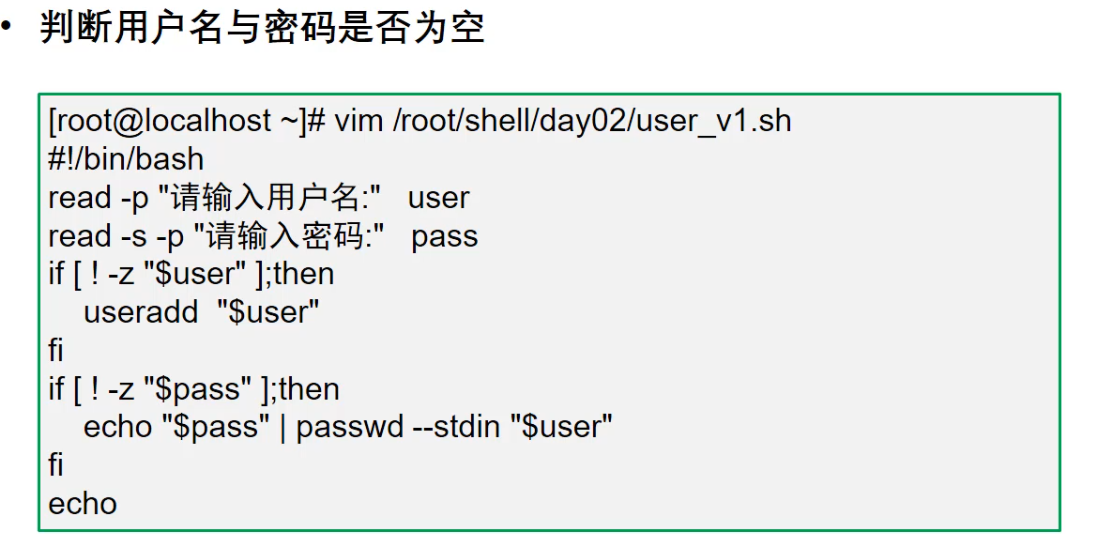 • 判断用户名与密码是否为空
[root@localhost ~]# vim /root/shell/day02/user_v1.sh
#!/bin/bash
read -p "请输入用户名:" user
read -s -p "请输入密码:" pass
if [ ! -z "$user" ];then
    useradd "$user"
fi
if [ ! -z "$pass" ];then
    echo "$pass" | passwd --stdin "$user"
fi
echo